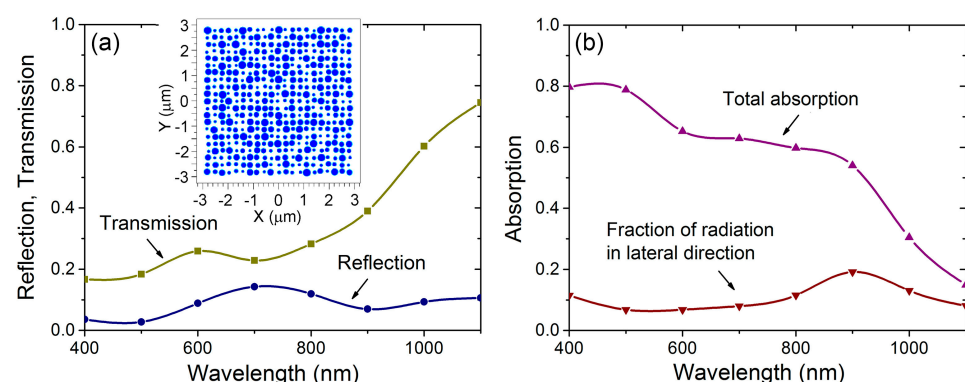 (a)
1.0
0.8
0.6
0.4
0.2
0.0
Reflection, Transmission
400
600
800
1000
Wavelength (nm)
3
2
1
0
-1
-2
-3
Y (μm)
-3 -2 -1 0 1 2 3
X (μm)
Transmission
Reflection
(b)
1.0
0.8
0.6
0.4
0.2
0.0
Absorption
400
600
800
1000
Wavelength (nm)
Total absorption
Fraction of radiation
in lateral direction